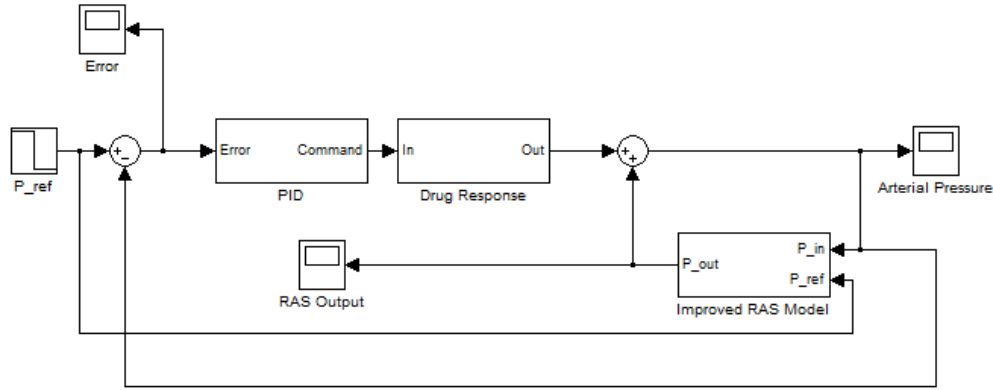 Error
P_ref
+
−
Error
Command
PID
In
Out
Drug Response
+
+
Arterial Pressure
RAS Output
P_out
P_in
P_ref
Improved RAS Model